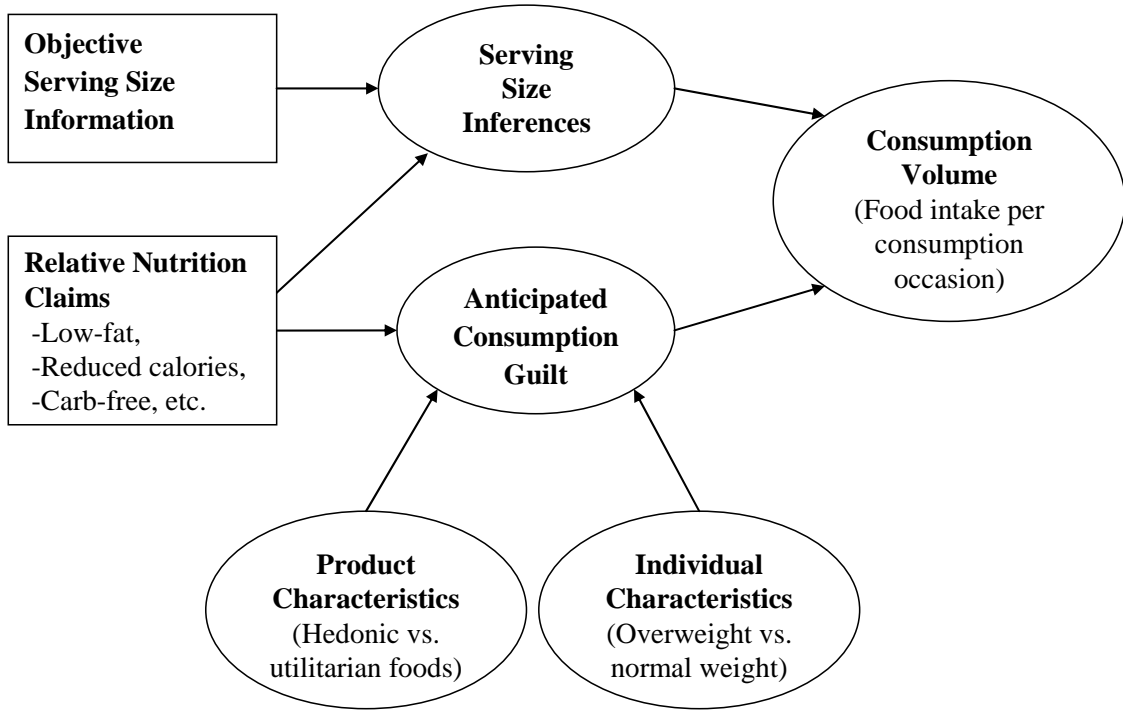 Objective
Serving Size
Information
Serving
Size
Inferences
Consumption
Volume
(Food intake per
consumption
occasion)
Relative Nutrition
Claims
-Low-fat,
-Reduced calories,
-Carb-free, etc.
Anticipated
Consumption
Guilt
Product
Characteristics
(Hedonic vs.
utilitarian foods)
Individual
Characteristics
(Overweight vs.
normal weight)